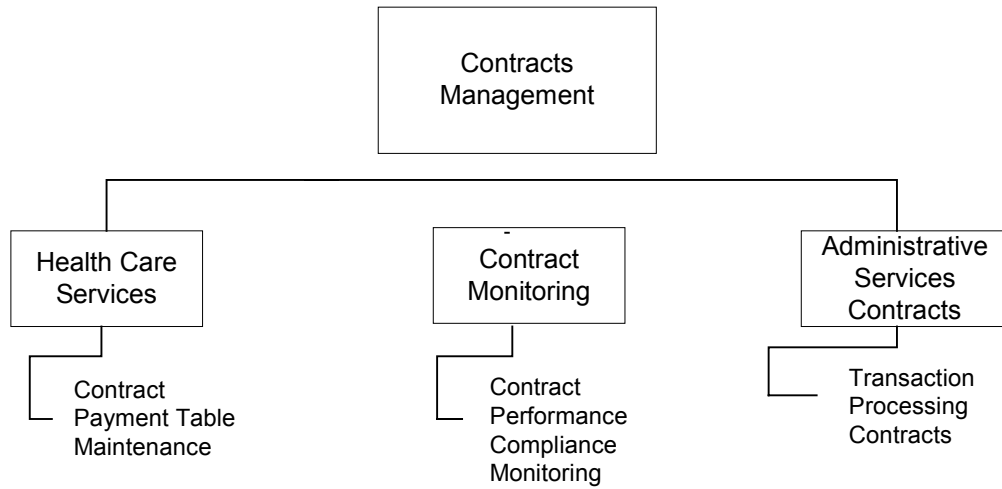 Contracts
Management
Health Care
Services
Contract
Payment Table
Maintenance
-
Contract
Monitoring
Contract
Performance
Compliance
Monitoring
Administrative
Services
Contracts
Transaction
Processing
Contracts